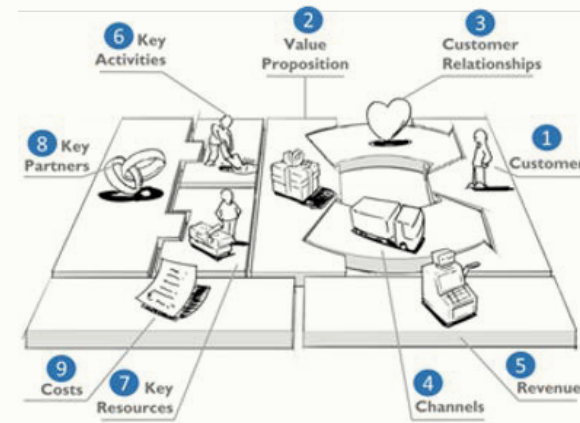 6 Key
Activities
2
Value
Proposition
3
Customer
Relationships
8 Key
Partners
1
Customer
9
Costs
7 Key
Resources
4
Channels
5
Revenue